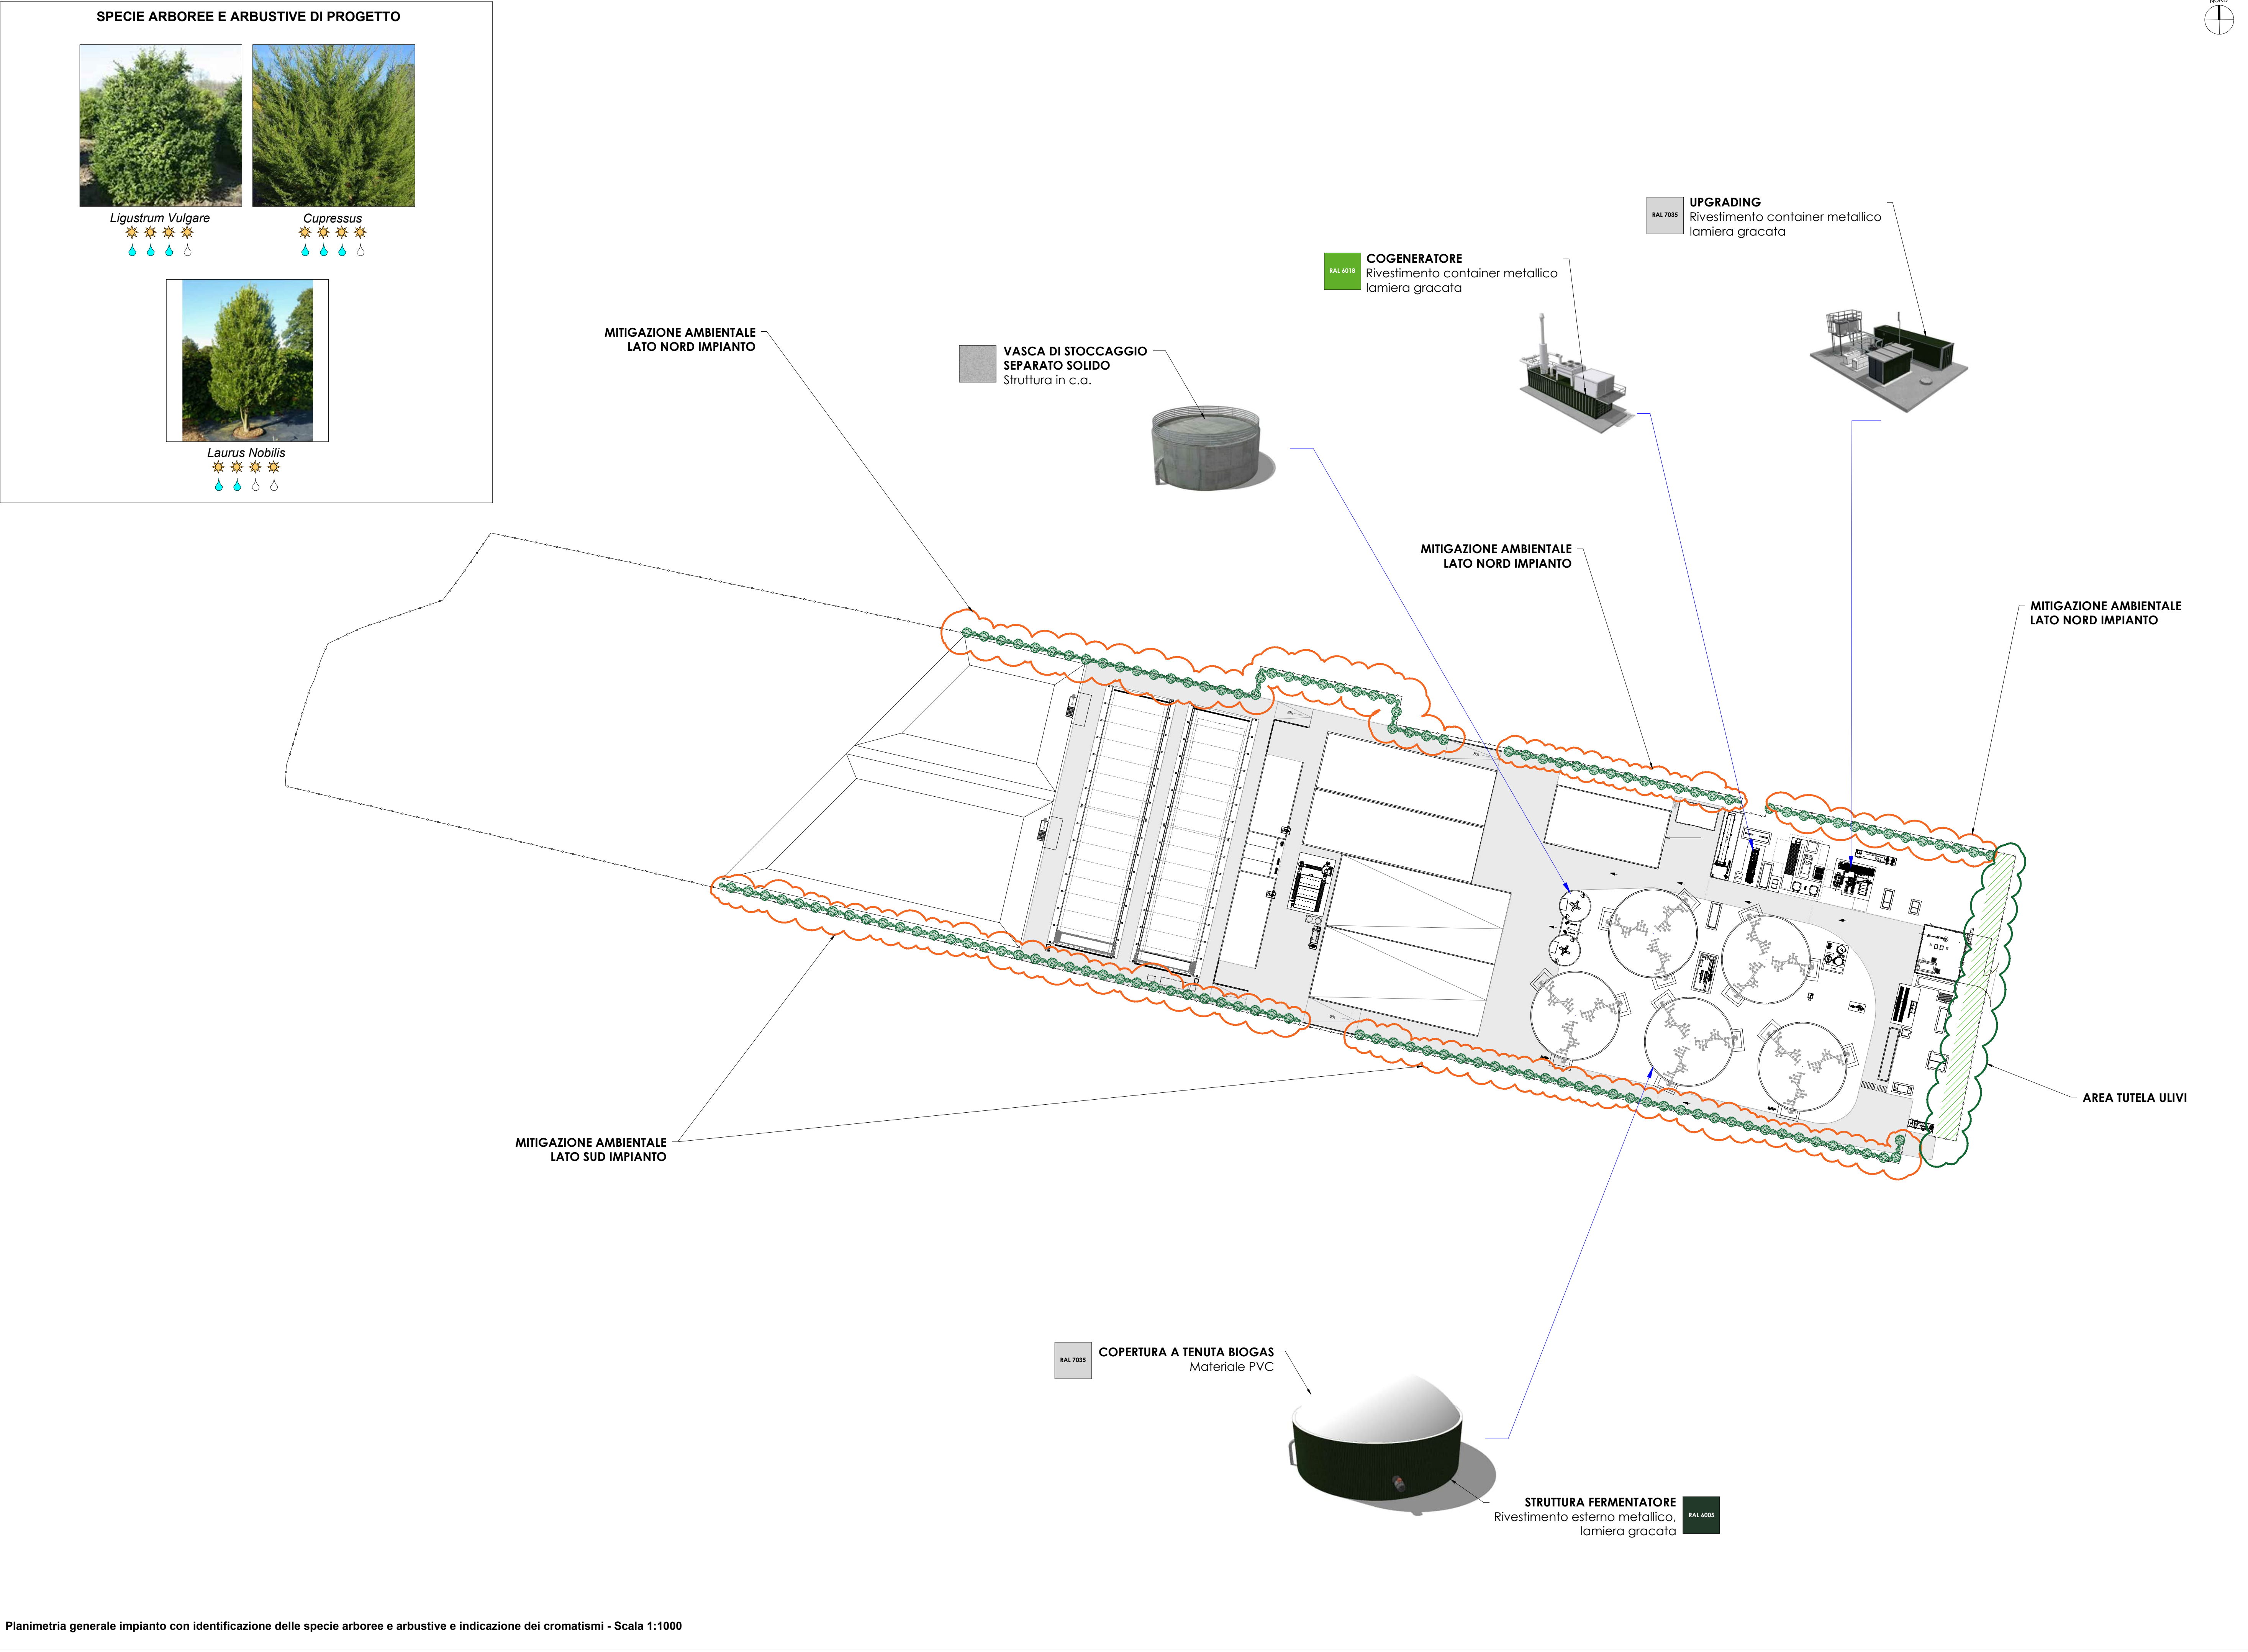 SPECIE ARBOREE E ARBUSTIVE DI PROGETTO
NORD
Ligustrum Vulgare
Cupressus
Laurus Nobilis
RAL 7035
UPGRADING
Rivestimento container metallico
lamiera gracata
RAL 6018
COGENERATORE
Rivestimento container metallico
lamiera gracata
MITIGAZIONE AMBIENTALE
LATO NORD IMPIANTO
VASCA DI STOCCAGGIO
SEPARATO SOLIDO
Struttura in c.a.
MITIGAZIONE AMBIENTALE
LATO NORD IMPIANTO
MITIGAZIONE AMBIENTALE
LATO NORD IMPIANTO
AREA TUTELA ULIVI
MITIGAZIONE AMBIENTALE
LATO SUD IMPIANTO
RAL 7035
COPERTURA A TENUTA BIOGAS
Materiale PVC
STRUTTURA FERMENTATORE
Rivestimento esterno metallico,
lamiera gracata
RAL 6005
Planimetria generale impianto con identificazione delle specie arboree e arbustive e indicazione dei cromatismi - Scala 1:1000